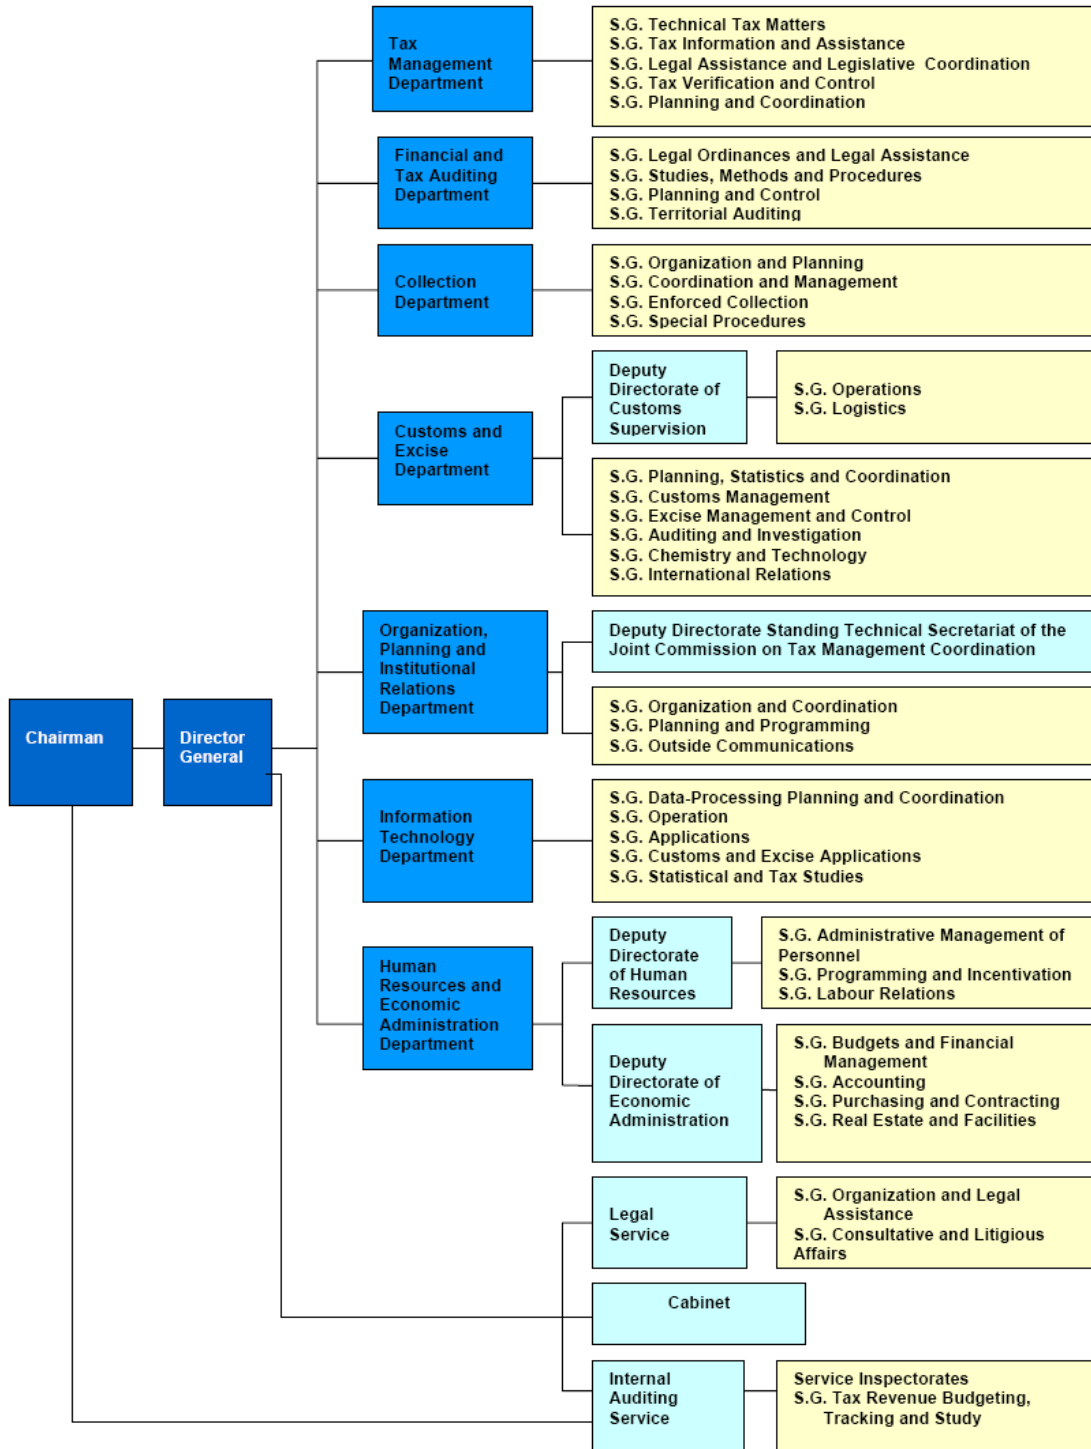 Tax
Management
Department
S.G. Technical Tax Matters
S.G. Tax Information and Assistance
S.G. Legal Assistance and Legislative Coordination
S.G. Tax Verification and Control
S.G. Planning and Coordination
Financial and
Tax Auditing
Department
S.G. Legal Ordinances and Legal Assistance
S.G. Studies, Methods and Procedures
S.G. Planning and Control
S.G. Territorial Auditing
Collection
Department
S.G. Organization and Planning
S.G. Coordination and Management
S.G. Enforced Collection
S.G. Special Procedures
Customs and
Excise
Department
Deputy
Directorate of
Customs
Supervision
S.G. Operations
S.G. Logistics
S.G. Planning, Statistics and Coordination
S.G. Customs Management
S.G. Excise Management and Control
S.G. Auditing and Investigation
S.G. Chemistry and Technology
S.G. International Relations
Organization,
Planning and
Institutional
Relations
Department
Deputy Directorate Standing Technical Secretariat of the
Joint Commission on Tax Management Coordination
S.G. Organization and Coordination
S.G. Planning and Programming
S.G. Outside Communications
Chairman
Director
General
Information
Technology
Department
S.G. Data-Processing Planning and Coordination
S.G. Operation
S.G. Applications
S.G. Customs and Excise Applications
S.G. Statistical and Tax Studies
Human
Resources and
Economic
Administration
Department
Deputy
Directorate
of Human
Resources
S.G. Administrative Management of
Personnel
S.G. Programming and Incentivation
S.G. Labour Relations
Deputy
Directorate of
Economic
Administration
S.G. Budgets and Financial
Management
S.G. Accounting
S.G. Purchasing and Contracting
S.G. Real Estate and Facilities
Legal
Service
S.G. Organization and Legal
Assistance
S.G. Consultative and Litigious
Affairs
Cabinet
Internal
Auditing
Service
Service Inspectorates
S.G. Tax Revenue Budgeting,
Tracking and Study